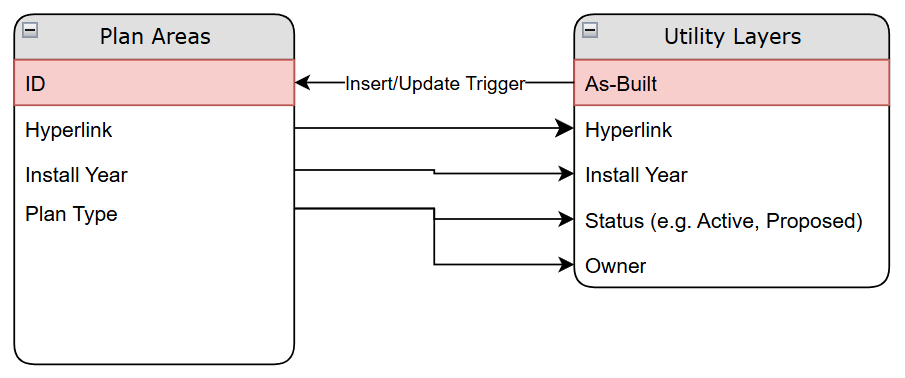 Plan Areas
ID
Hyperlink
Install Year
Plan Type
Insert/Update Trigger
Utility Layers
As-Built
Hyperlink
Install Year
Status (e.g. Active, Proposed)
Owner